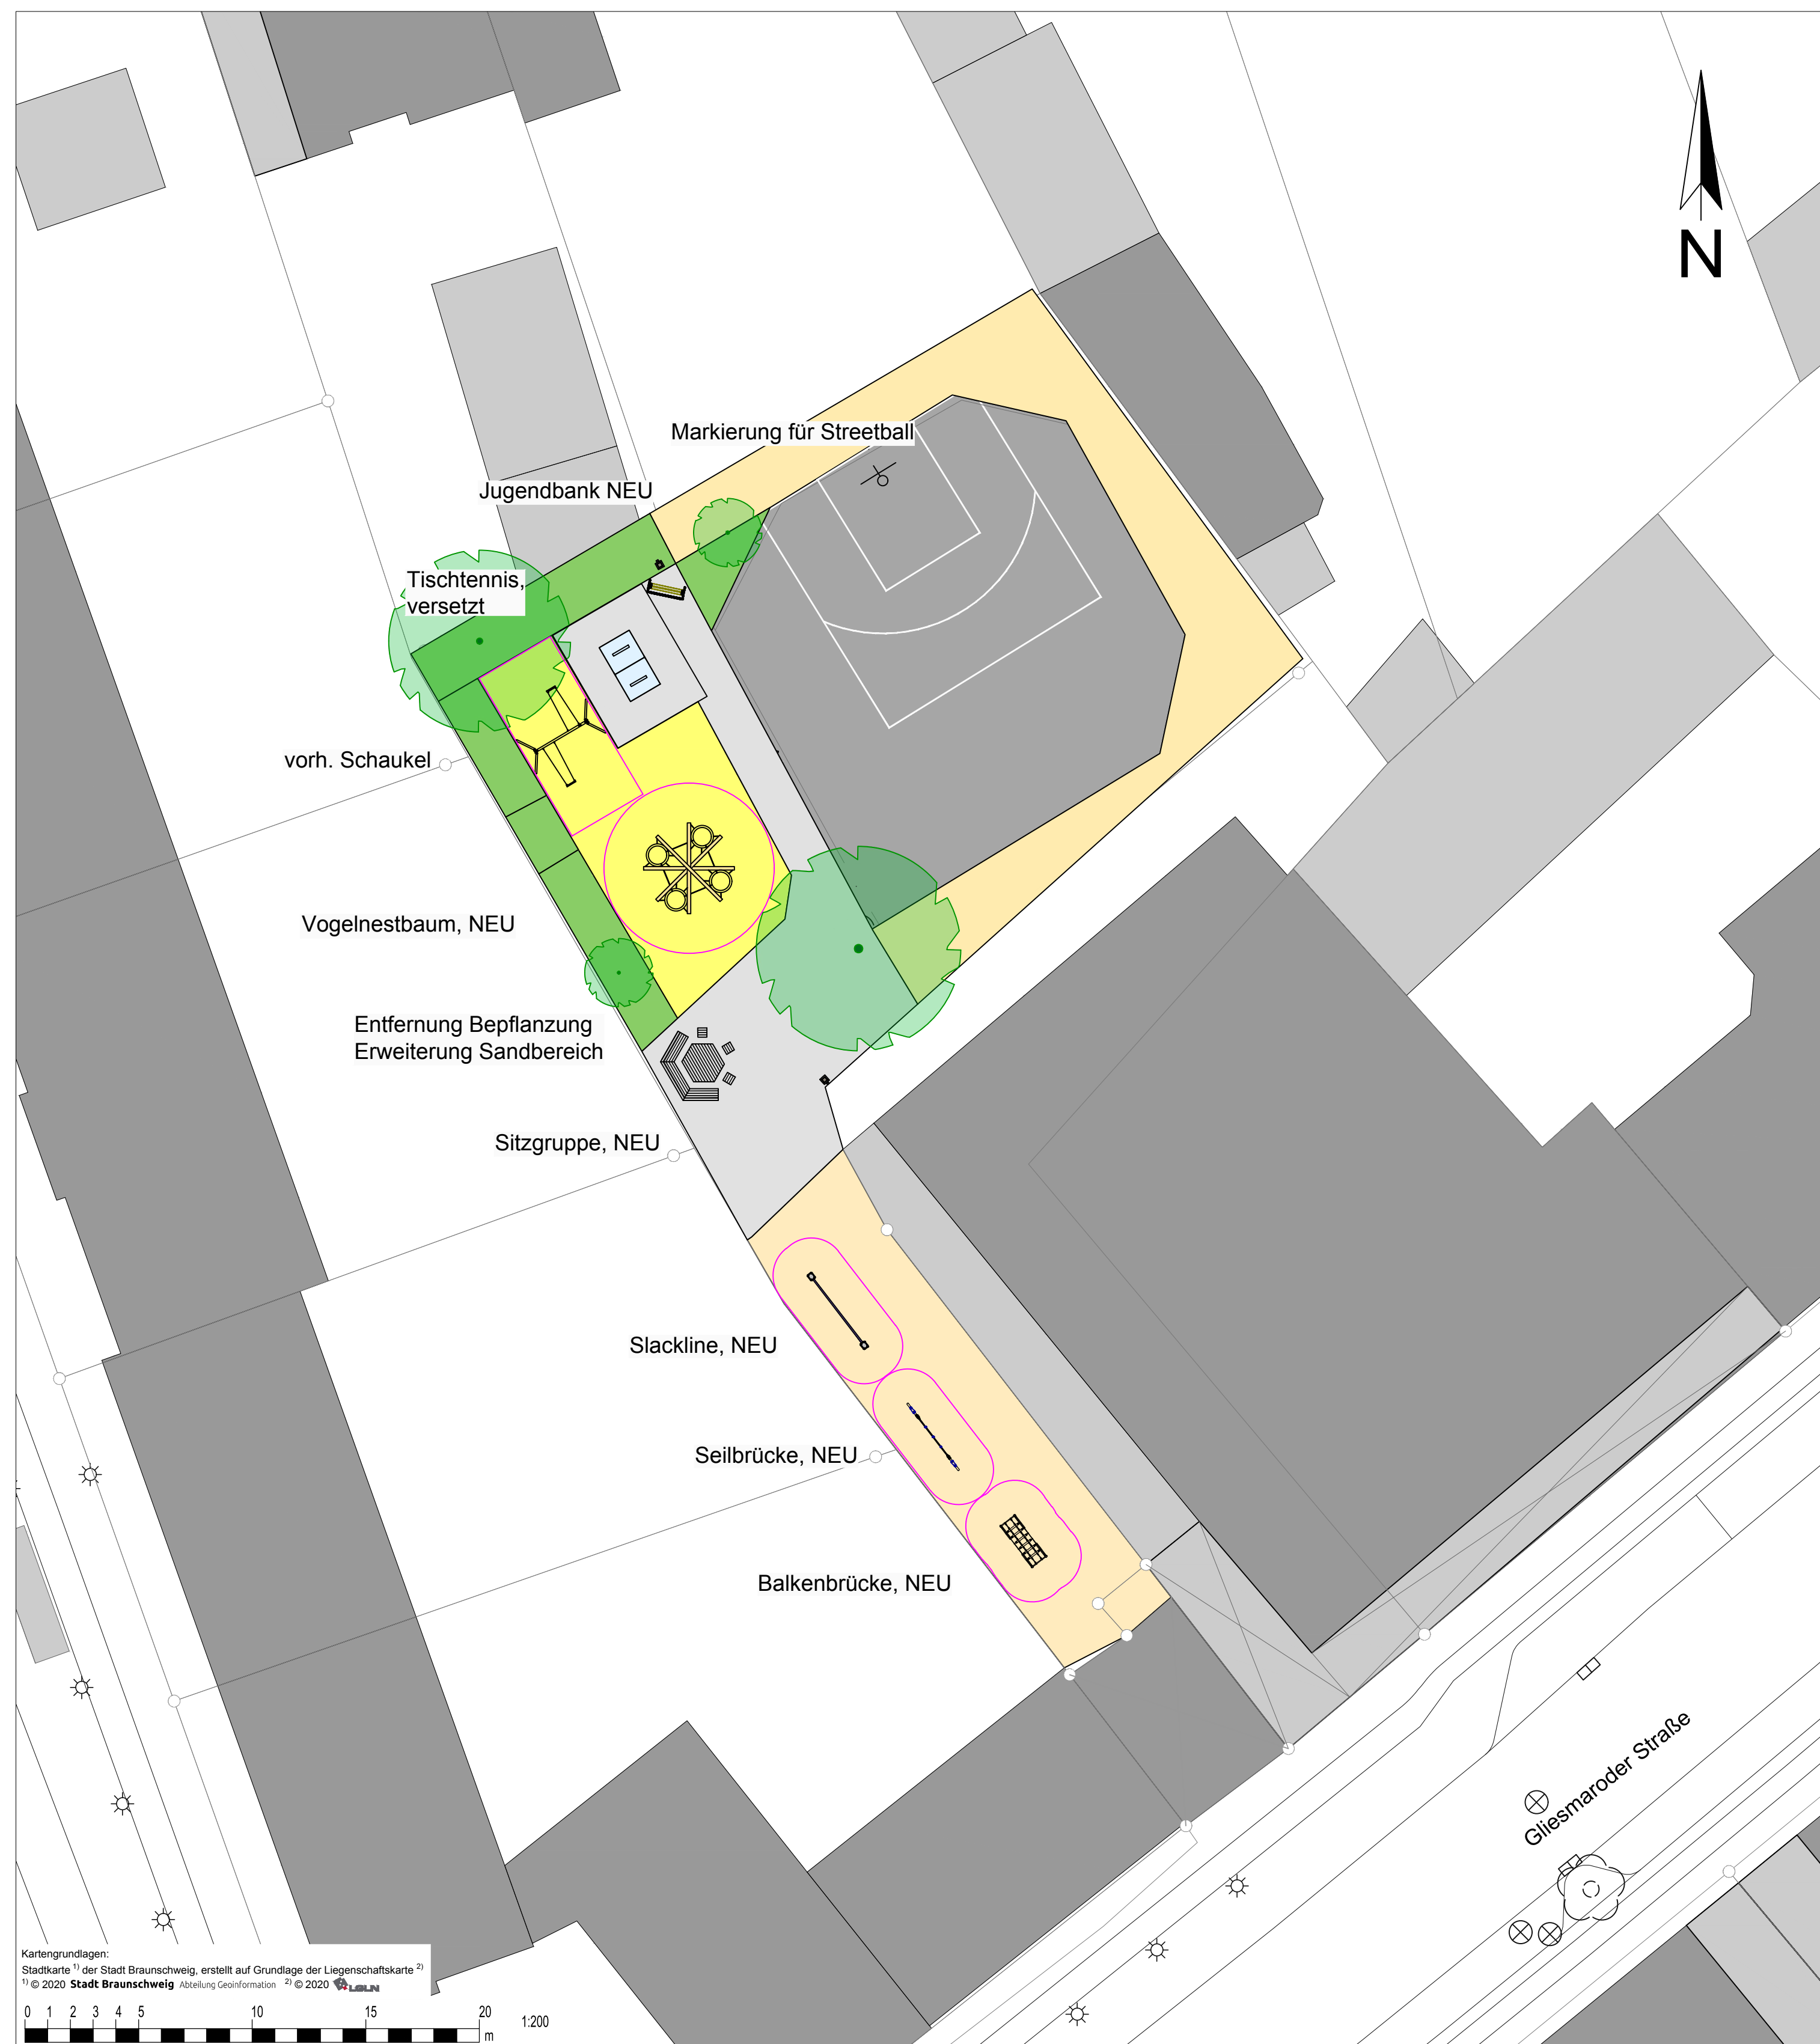 N
Markierung für Streetball
Jugendbank NEU
Tischtennis,
versetzt
vorh. Schaukel
Vogelnestbaum, NEU
Entfernung Bepflanzung
Erweiterung Sandbereich
Sitzgruppe, NEU
Slackline, NEU
Seilbrücke, NEU
Balkenbrücke, NEU
Gliesmaroder Straße
Kartengrundlagen:
Stadtkarte 1) der Stadt Braunschweig, erstellt auf Grundlage der Liegenschaftskarte 2)
1) © 2020 Stadt Braunschweig Abteilung Geoinformation 2) © 2020 LGLN
0 1 2 3 4 5 10 15 20 1:200
m